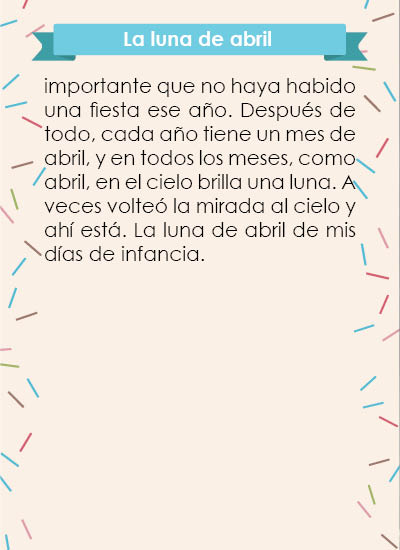 La luna de abril
importante que no haya habido
una fiesta ese año. Después de
todo, cada año tiene un mes de
abril, y en todos los meses, como
abril, en el cielo brilla una luna. A
veces volteó la mirada al cielo y
ahí está. La luna de abril de mis
días de infancia.